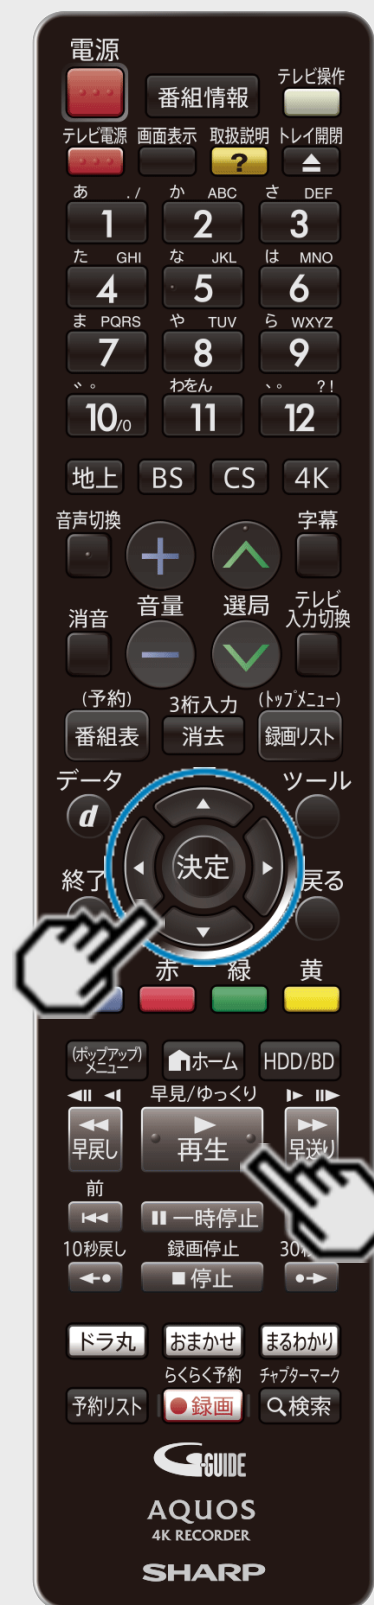 電源
番組情報
テレビ操作
テレビ電源 画面表示 取扱説明 トレイ開閉
?
あ ./ か ABC さ DEF
1 2 3
た GHI な JKL は MNO
4 5 6
ま PQRS や TUV ら WXYZ
7 8 9
゛゜ わをん 、。 ?!
10/0 11 12
地上 BS CS 4K
音声切換 字幕
+
消音 音量 選局 テレビ
入力切換
−
(予約) 3桁入力 (トップメニュー)
番組表 消去 録画リスト
データ ツール
d
決定
終了 戻る
赤 緑 黄
(ポップアップ)
メニュー ホーム HDD/BD
早見/ゆっくり
早戻し 再生 早送り
前
一時停止
10秒戻し 録画停止 30
停止
ドラ丸 おまかせ まるわかり
らくらく予約 チャプターマーク
予約リスト 録画 検索
G-GUIDE
AQUOS
4K RECORDER
SHARP